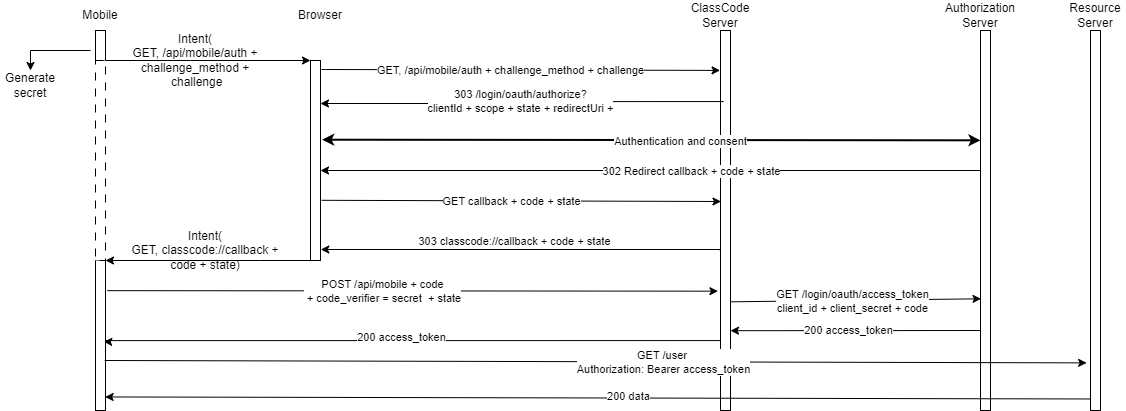 Mobile
Browser
ClassCode
Server
Authorization
Server
Resource
Server
Generate
secret
Intent(
GET, /api/mobile/auth +
challenge_method +
challenge
GET, /api/mobile/auth + challenge_method + challenge
303 /login/oauth/authorize?
clientId + scope + state + redirectUri +
Authentication and consent
302 Redirect callback + code + state
GET callback + code + state
303 classcode://callback + code + state
Intent(
GET, classcode://callback +
code + state)
POST /api/mobile + code
+ code_verifier = secret + state
GET /login/oauth/access_token
client_id + client_secret + code
200 access_token
200 access_token
GET /user
Authorization: Bearer access_token
200 data